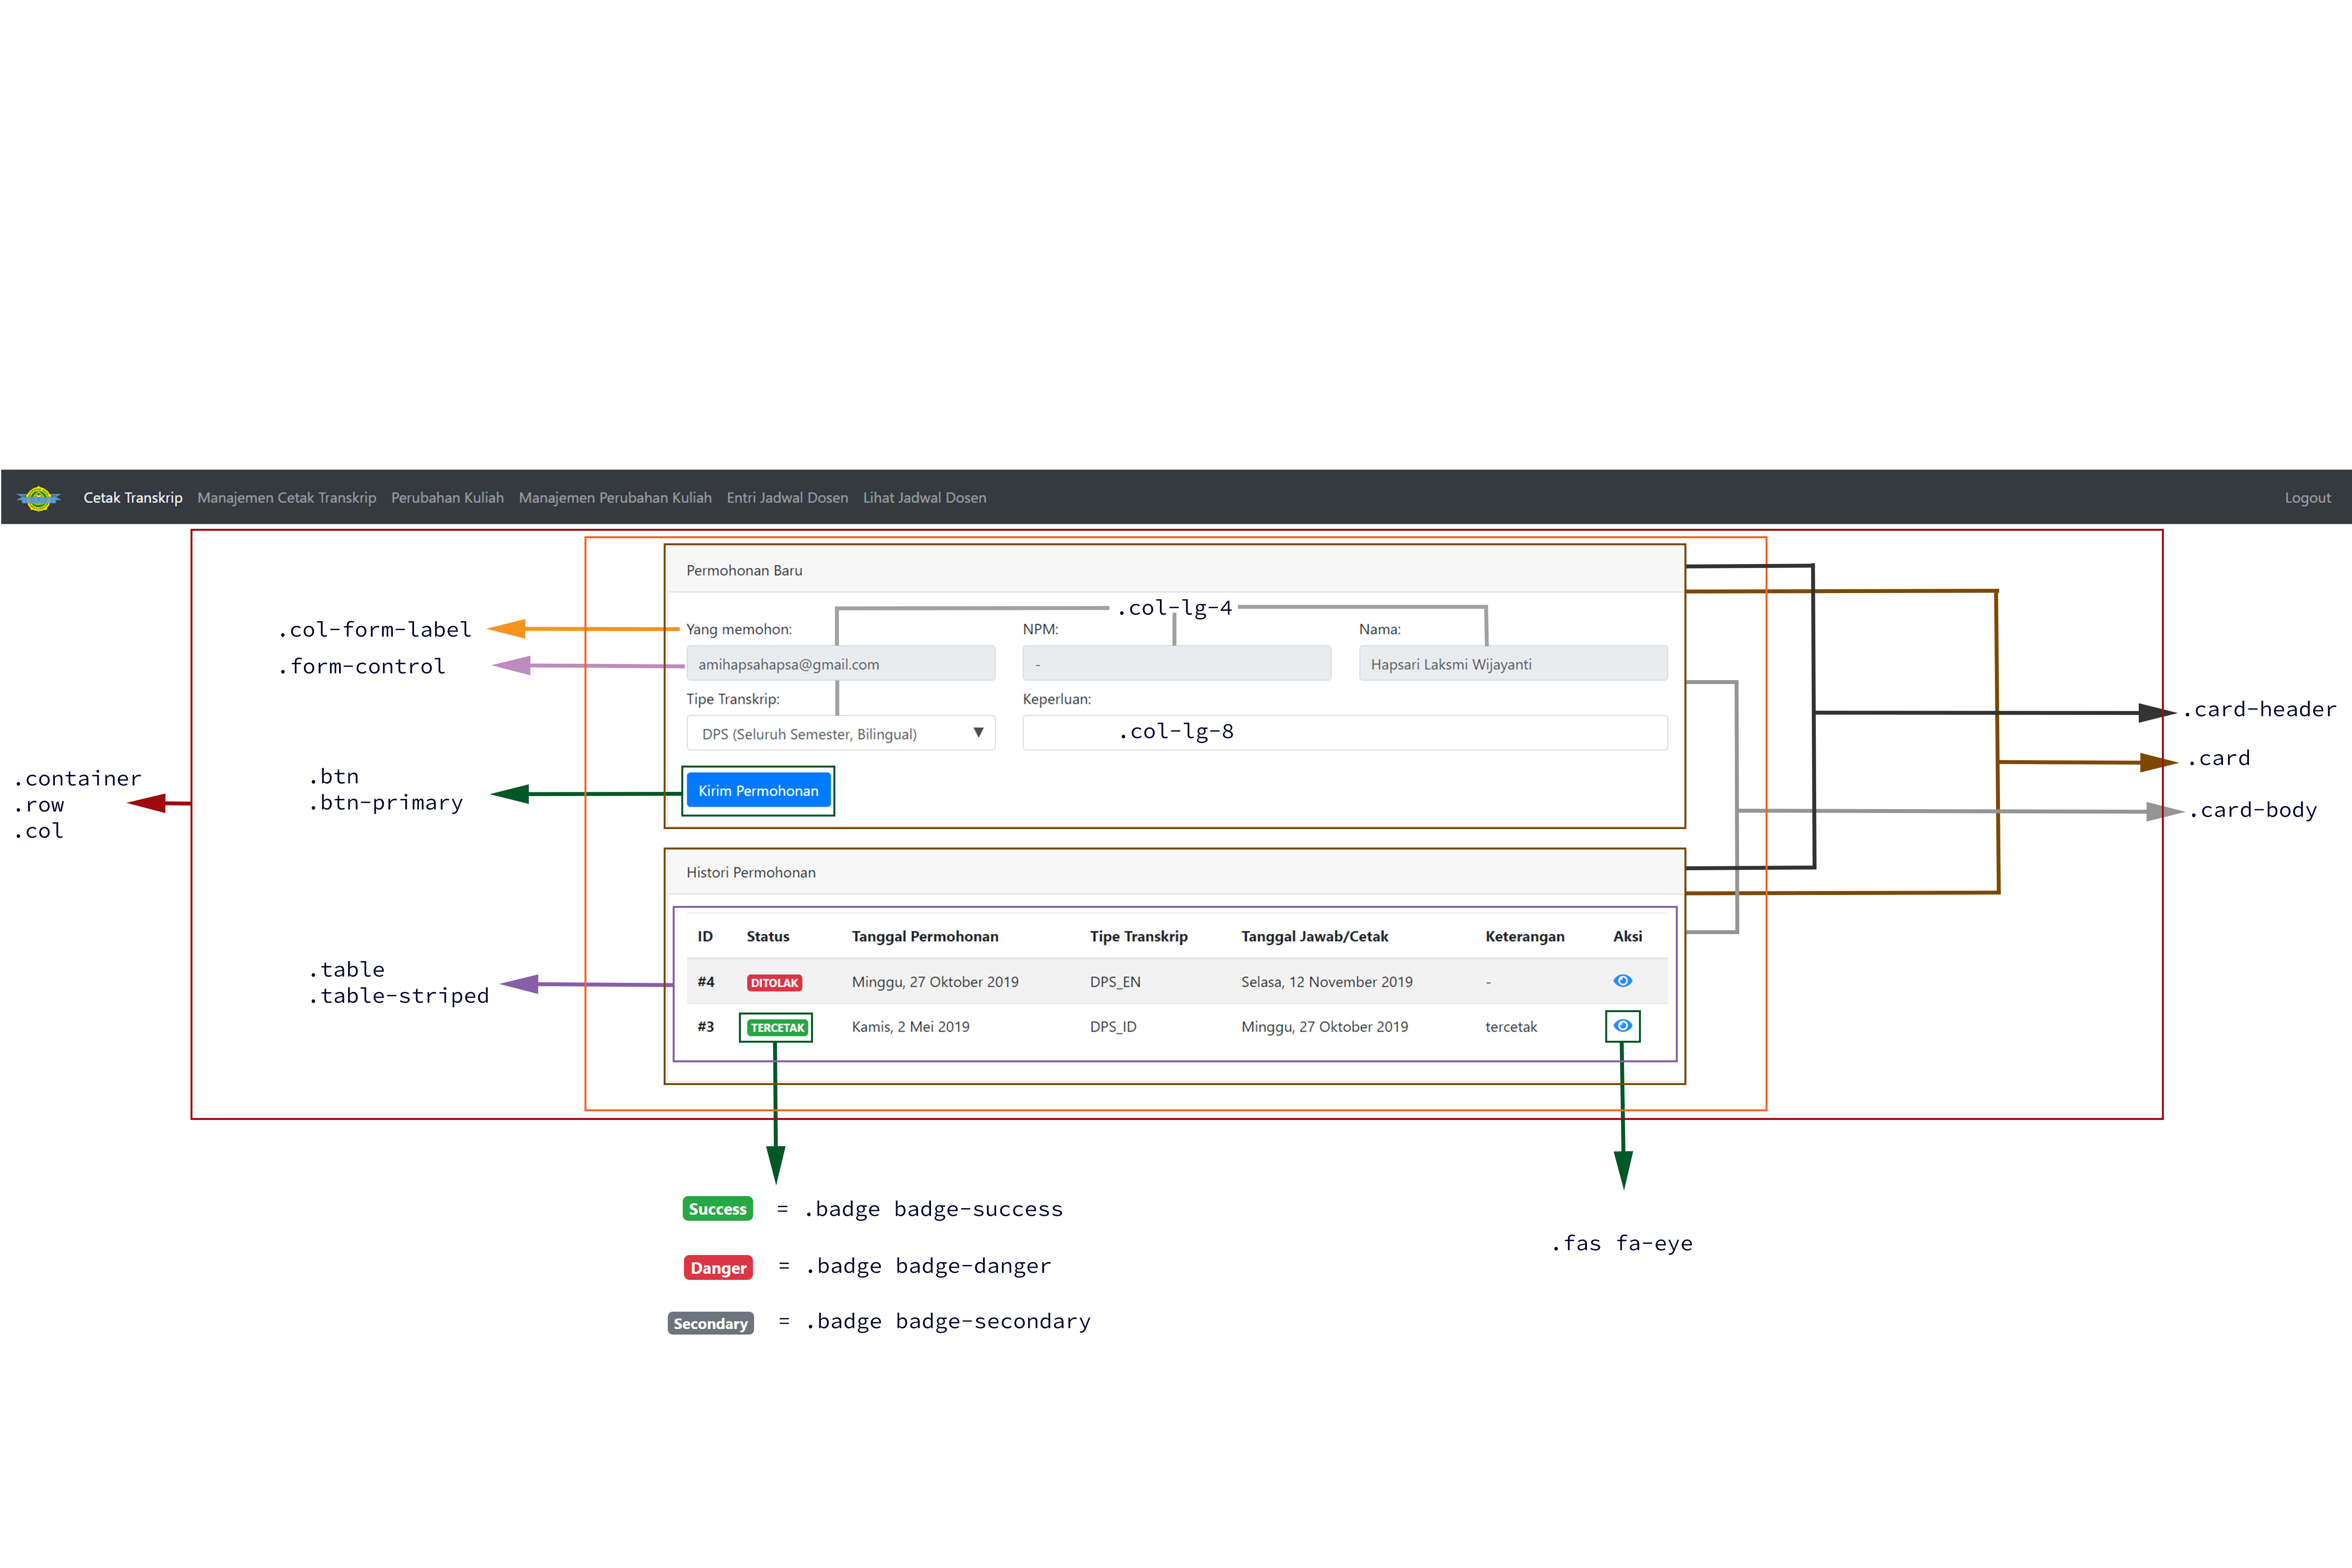 Cetak Transkrip Manajemen Cetak Transkrip Perubahan Kuliah Manajemen Perubahan Kuliah Entri Jadwal Dosen Lihat Jadwal Dosen Logout
Permohonan Baru
.col-lg-4
.col-form-label
Yang memohon: NPM: Nama:
.form-control
amihapsahapsa@gmail.com - Hapsari Laksmi Wijayanti
Tipe Transkrip: Keperluan:
.card-header
DPS (Seluruh Semester, Bilingual) .col-lg-8
.card
.container
.row
.col
.btn
.btn-primary
Kirim Permohonan
.card-body
Histori Permohonan
ID Status Tanggal Permohonan Tipe Transkrip Tanggal Jawab/Cetak Keterangan Aksi
.table
.table-striped
#4 DITOLAK Minggu, 27 Oktober 2019 DPS_EN Selasa, 12 November 2019 -
#3 TERCETAK Kamis, 2 Mei 2019 DPS_ID Minggu, 27 Oktober 2019 tercetak
Success = .badge badge-success
.fas fa-eye
Danger = .badge badge-danger
Secondary = .badge badge-secondary